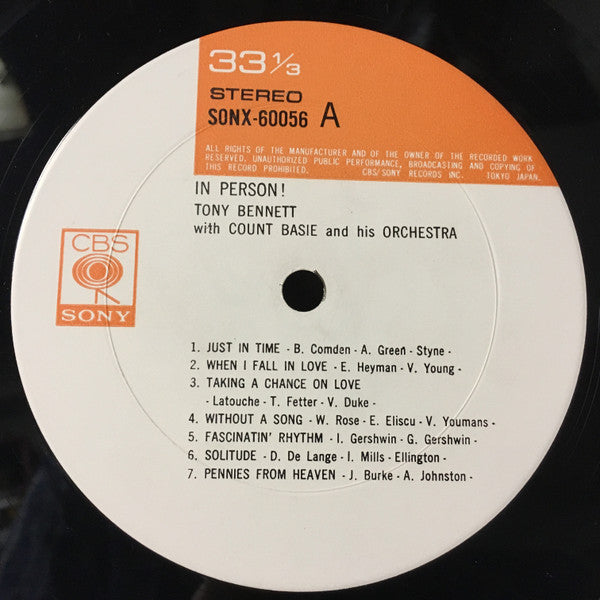 33 1/3
STEREO
SONX-60056 A
ALL RIGHTS OF THE MANUFACTURER AND OF THE OWNER OF THE RECORDED WORK
RESERVED. UNAUTHORIZED PUBLIC PERFORMANCE, BROADCASTING AND COPYING OF
THIS RECORD PROHIBITED. CBS/SONY RECORDS INC. TOKYO JAPAN.
IN PERSON!
TONY BENNETT
with COUNT BASIE and his ORCHESTRA
CBS
SONY
1. JUST IN TIME - B. Comden - A. Green - Styne -
2. WHEN I FALL IN LOVE - E. Heyman - V. Young -
3. TAKING A CHANCE ON LOVE
- Latouche - T. Fetter - V. Duke -
4. WITHOUT A SONG - W. Rose - E. Eliscu - V. Youmans -
5. FASCINATIN' RHYTHM - I. Gershwin - G. Gershwin -
6. SOLITUDE - D. De Lange - I. Mills - Ellington -
7. PENNIES FROM HEAVEN - J. Burke - A. Johnston -